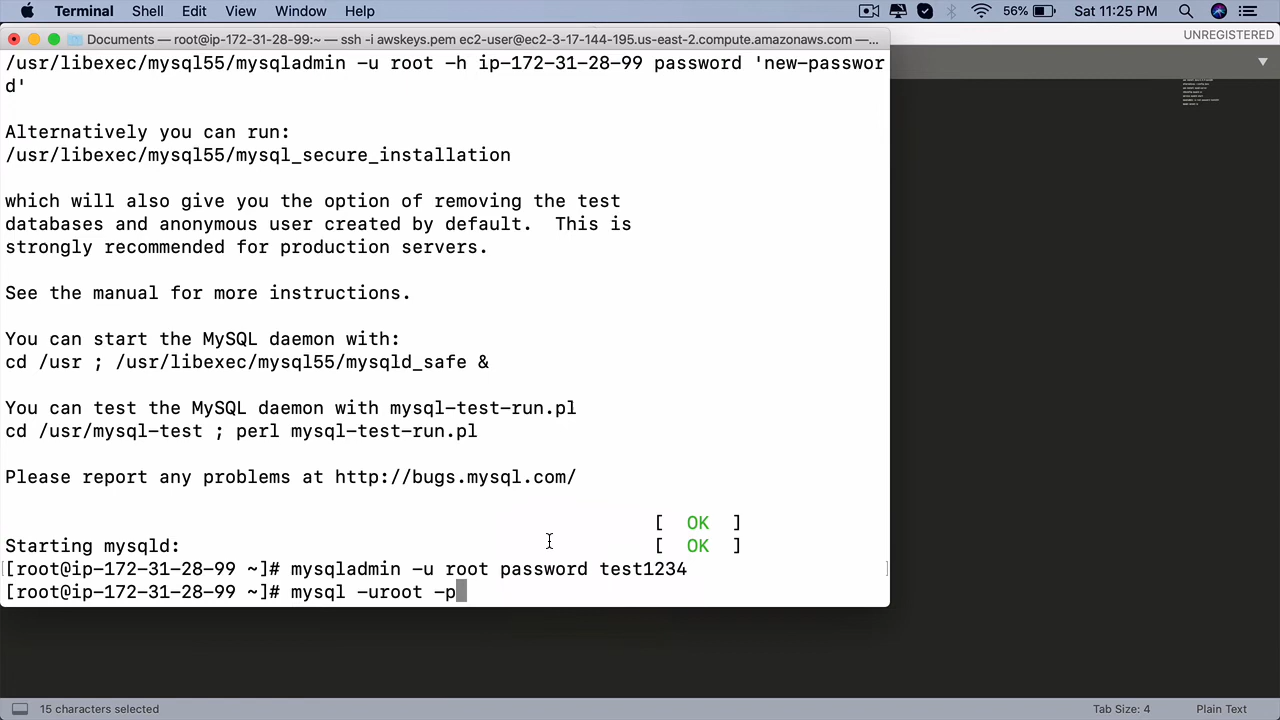 Terminal Shell Edit View Window Help 56% Sat 11:25 PM
Documents — root@ip-172-31-28-99:~ — ssh -i awskeys.pem ec2-user@ec2-3-17-144-195.us-east-2.compute.amazonaws.com —...
UNREGISTERED
/usr/libexec/mysql55/mysqladmin -u root -h ip-172-31-28-99 password 'new-passwor
d'
Alternatively you can run:
/usr/libexec/mysql55/mysql_secure_installation
which will also give you the option of removing the test
databases and anonymous user created by default.  This is
strongly recommended for production servers.
See the manual for more instructions.
You can start the MySQL daemon with:
cd /usr ; /usr/libexec/mysql55/mysqld_safe &
You can test the MySQL daemon with mysql-test-run.pl
cd /usr/mysql-test ; perl mysql-test-run.pl
Please report any problems at http://bugs.mysql.com/
[  OK  ]
Starting mysqld: [  OK  ]
[root@ip-172-31-28-99 ~]# mysqladmin -u root password test1234
[root@ip-172-31-28-99 ~]# mysql -uroot -p
15 characters selected Tab Size: 4 Plain Text